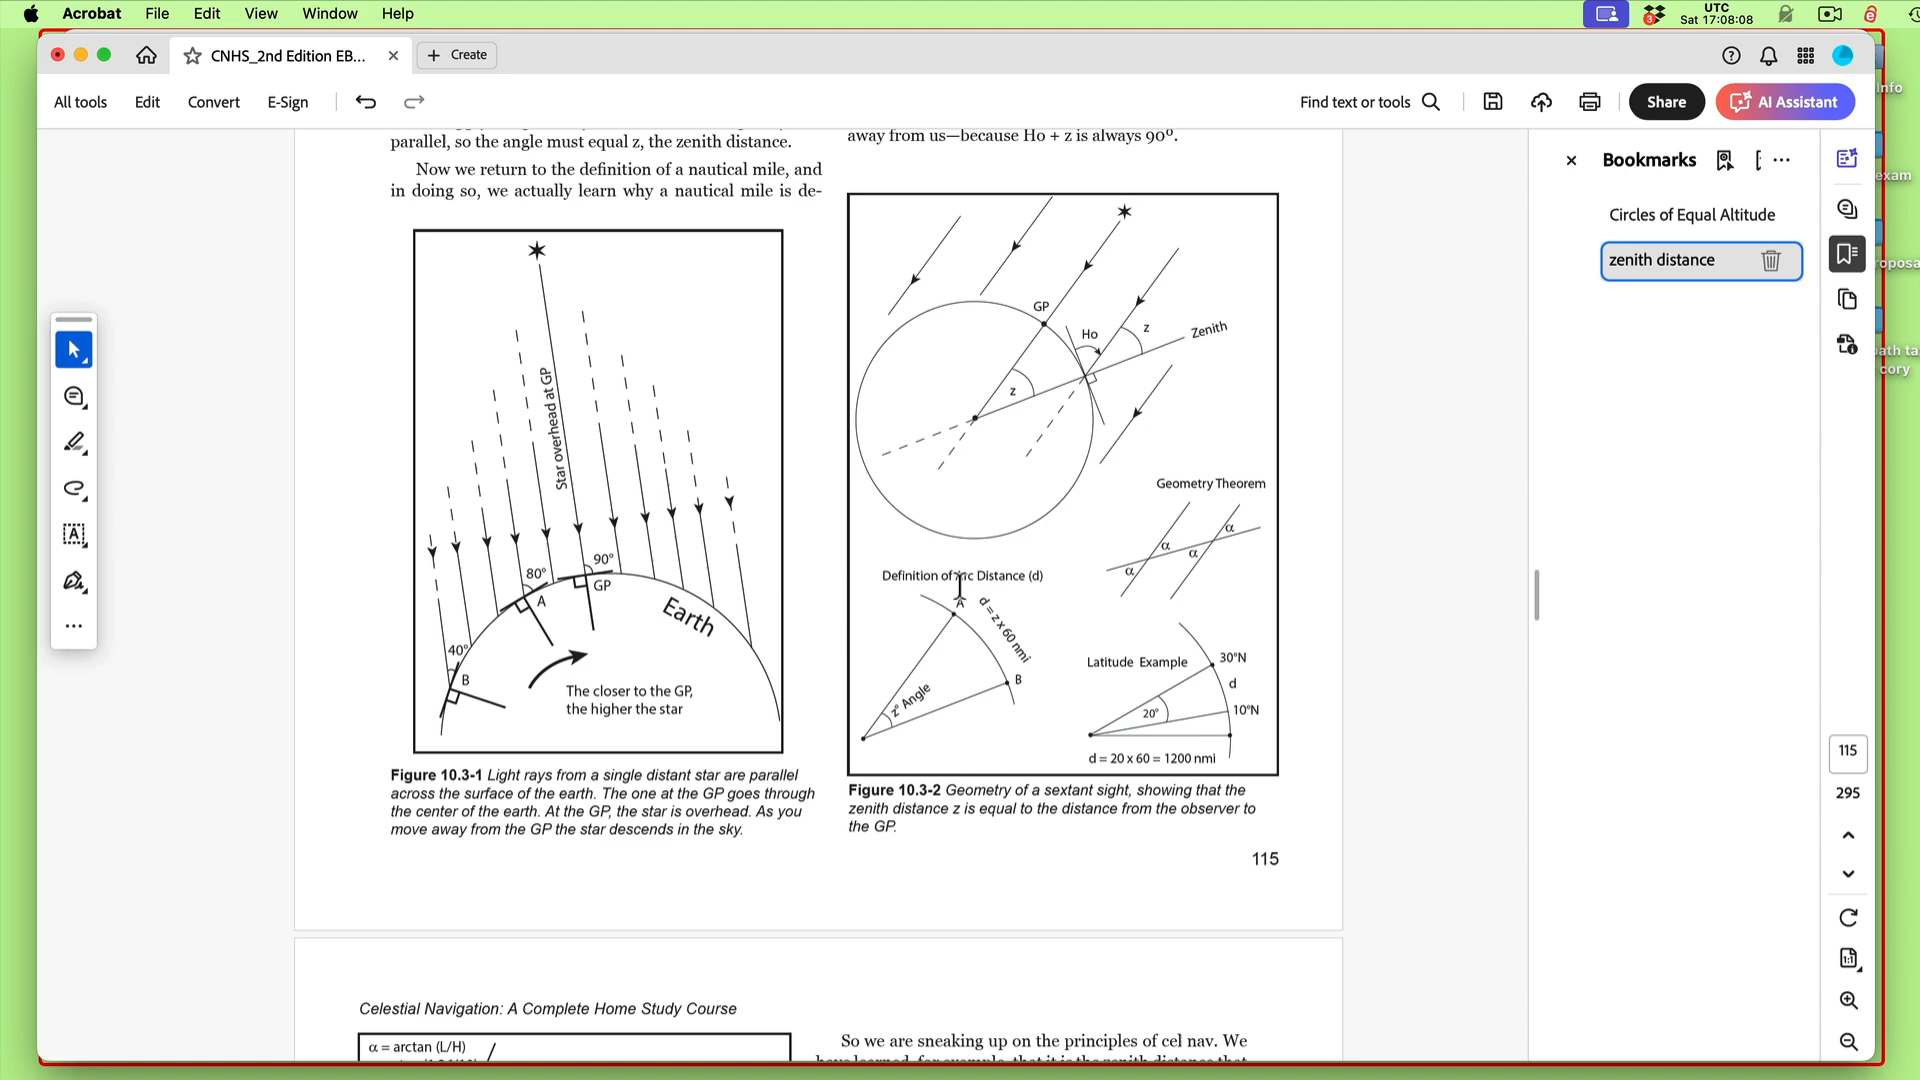 Acrobat File Edit View Window Help
3
UTC
Sat 17:08:08
CNHS_2nd Edition EB...
Create
All tools Edit Convert E-Sign
Find text or tools
Share
AI Assistant
parallel, so the angle must equal z, the zenith distance.
Now we return to the definition of a nautical mile, and
in doing so, we actually learn why a nautical mile is de-
Star overhead at GP
90°
80°
GP
A
Earth
40°
B
The closer to the GP,
the higher the star
Figure 10.3-1 Light rays from a single distant star are parallel
across the surface of the earth. The one at the GP goes through
the center of the earth. At the GP, the star is overhead. As you
move away from the GP the star descends in the sky.
away from us—because Ho + z is always 90º.
GP
Ho
z
Zenith
z
Geometry Theorem
α
α
α
α
Definition of Arc Distance (d)
A
d = z x 60 nmi
B
z° Angle
Latitude Example
30°N
d
10°N
20°
d = 20 x 60 = 1200 nmi
Figure 10.3-2 Geometry of a sextant sight, showing that the
zenith distance z is equal to the distance from the observer to
the GP.
115
Celestial Navigation: A Complete Home Study Course
α = arctan (L/H)
So we are sneaking up on the principles of cel nav. We
Bookmarks
Circles of Equal Altitude
zenith distance
115
295
Info
exam
cory